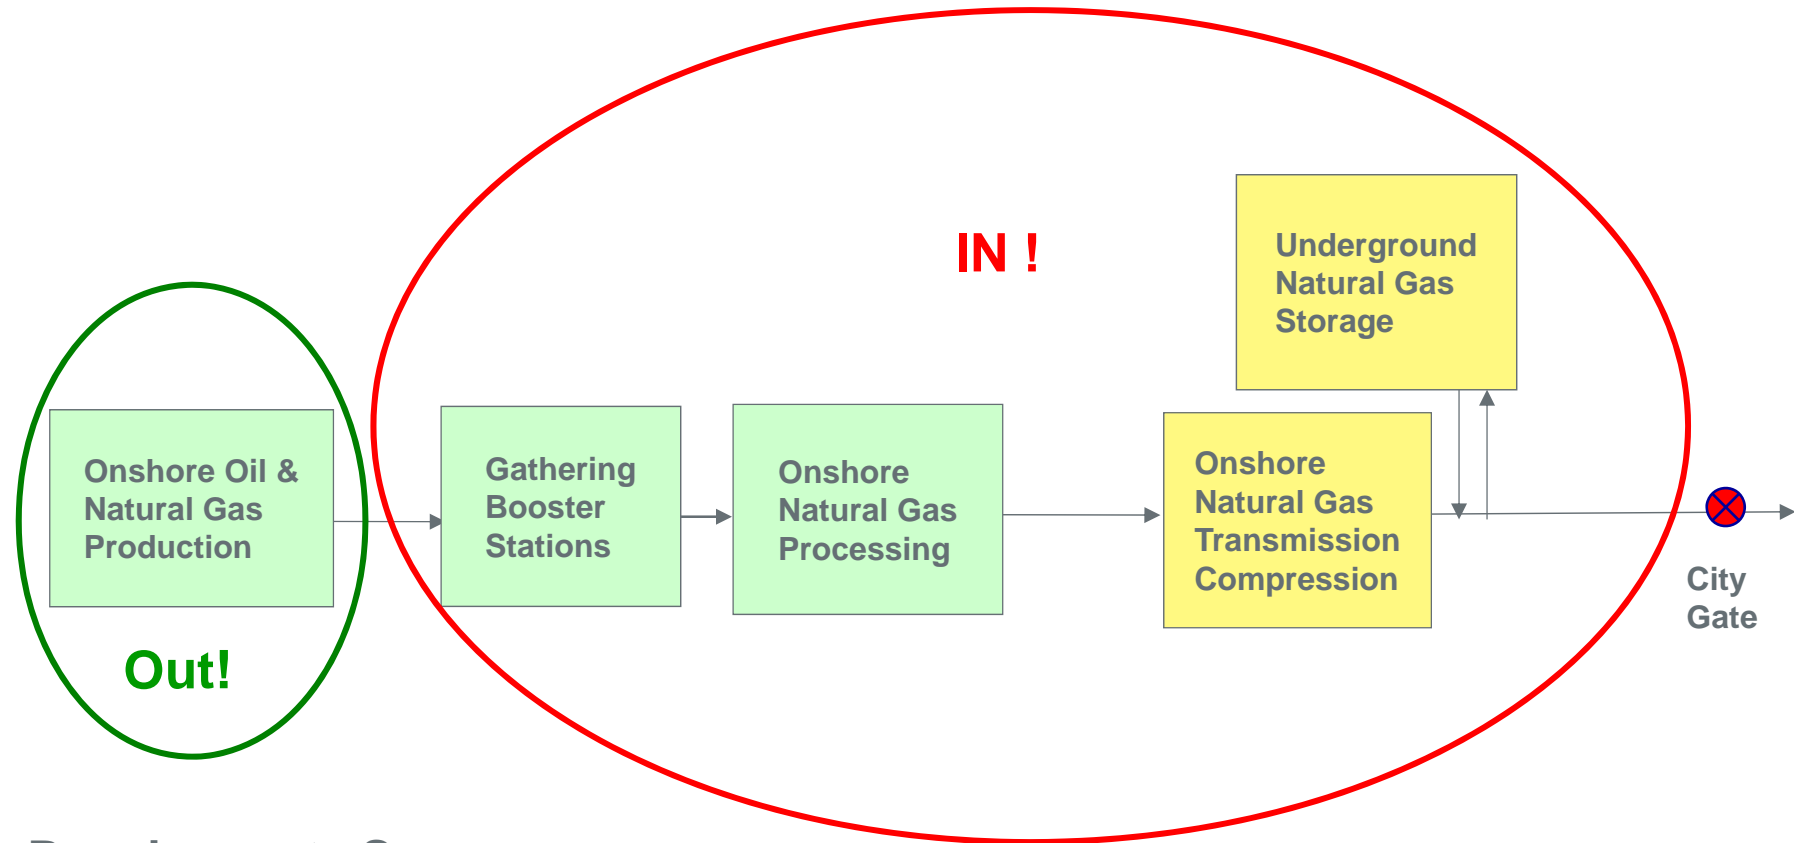 IN !
Underground
Natural Gas
Storage
Onshore Oil &
Natural Gas
Production
Gathering
Booster
Stations
Onshore
Natural Gas
Processing
Onshore
Natural Gas
Transmission
Compression
City
Gate
Out!